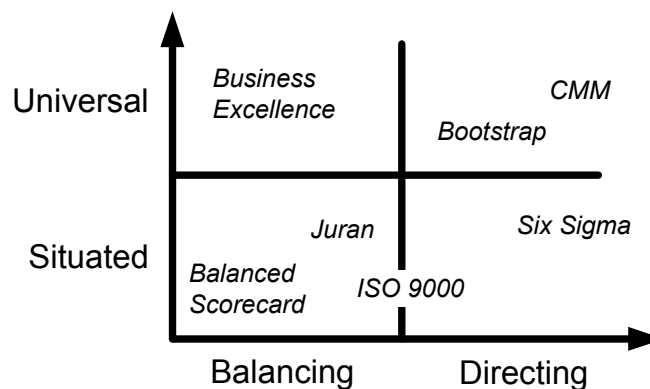 Business
Excellence
CMM
Universal
Bootstrap
Juran
Six Sigma
Situated
Balanced
Scorecard
ISO 9000
Balancing
Directing